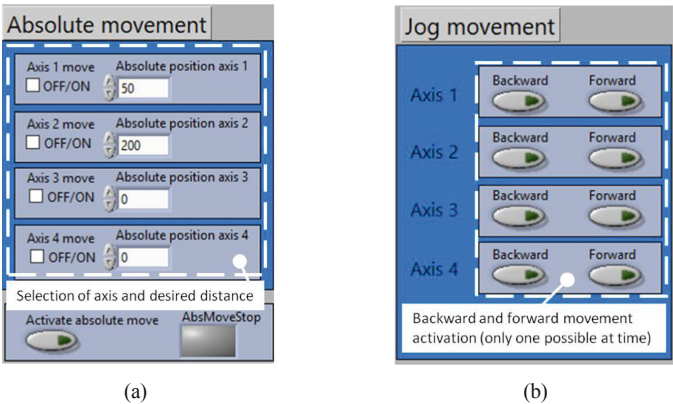 Absolute movement
Axis 1 move Absolute position axis 1
OFF/ON 50
Axis 2 move Absolute position axis 2
OFF/ON 200
Axis 3 move Absolute position axis 3
OFF/ON 0
Axis 4 move Absolute position axis 4
OFF/ON 0
Selection of axis and desired distance
Activate absolute move AbsMoveStop
(a)
Jog movement
Backward Forward
Axis 1
Backward Forward
Axis 2
Backward Forward
Axis 3
Backward Forward
Axis 4
Backward and forward movement
activation (only one possible at time)
(b)